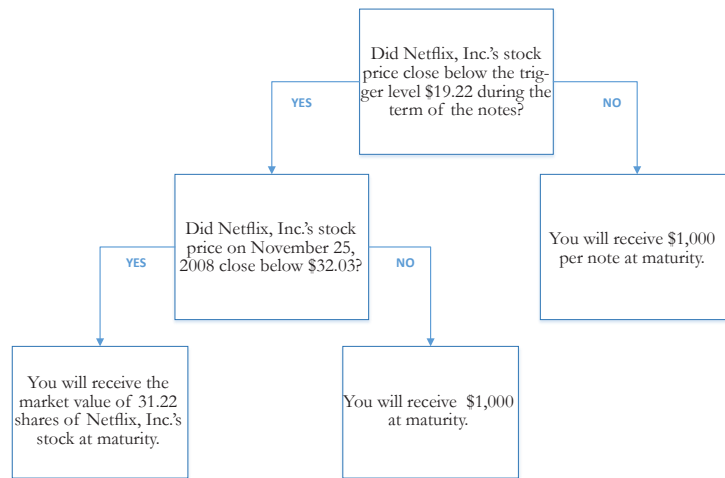 Did Netflix, Inc.'s stock
price close below the trig-
ger level $19.22 during the
term of the notes?
YES
NO
Did Netflix, Inc.'s stock
price on November 25,
2008 close below $32.03?
You will receive $1,000
per note at maturity.
YES
NO
You will receive the
market value of 31.22
shares of Netflix, Inc.'s
stock at maturity.
You will receive $1,000
at maturity.